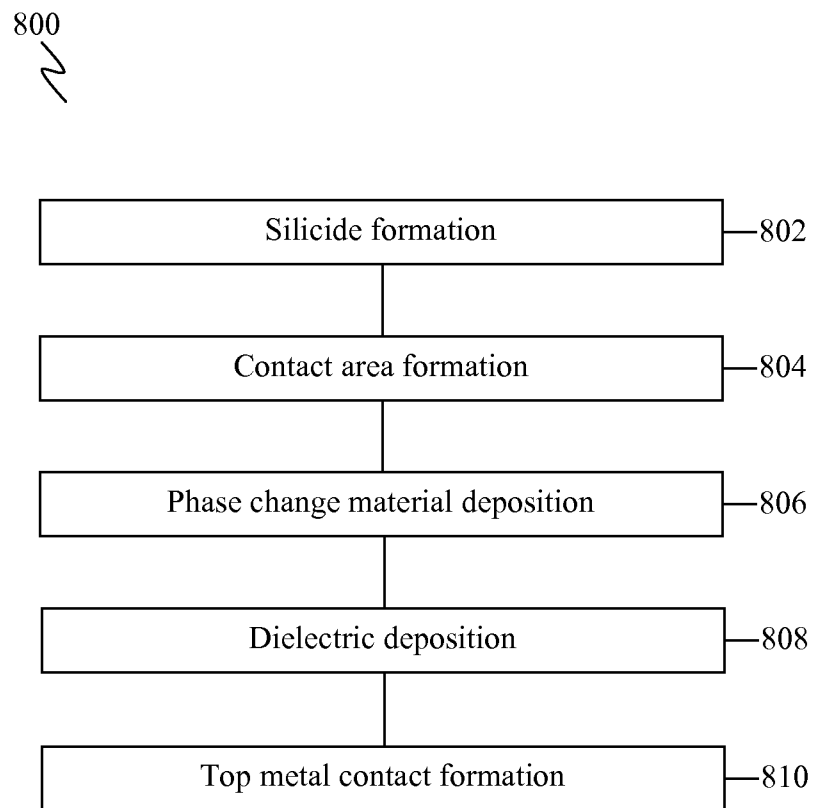 800
Silicide formation
802
Contact area formation
804
Phase change material deposition
806
Dielectric deposition
808
Top metal contact formation
810